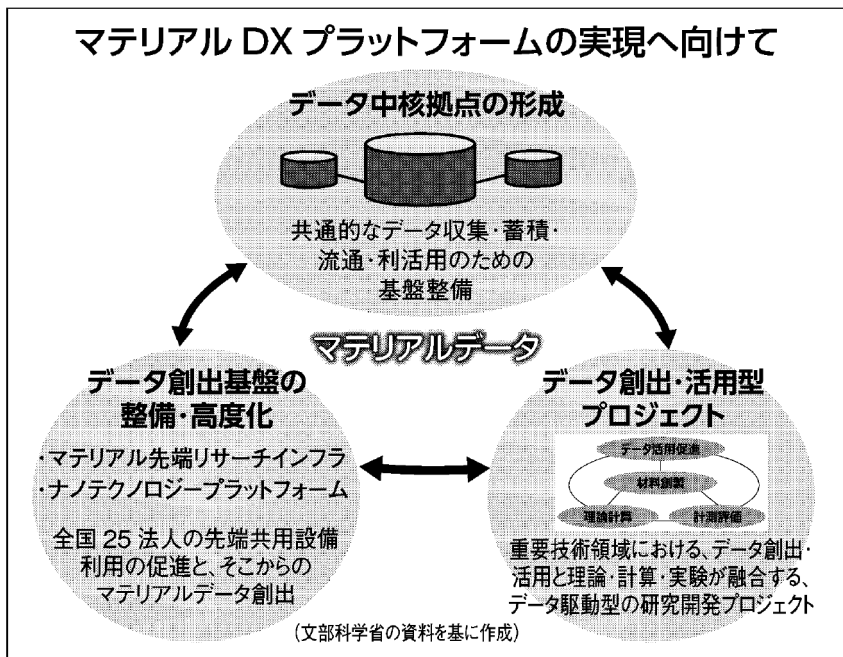 マテリアル DX プラットフォームの実現へ向けて
データ中核拠点の形成
共通的なデータ収集・蓄積・
流通・利活用のための
基盤整備
マテリアルデータ
データ創出基盤の
整備・高度化
・マテリアル先端リサーチインフラ
・ナノテクノロジープラットフォーム
全国 25 法人の先端共用設備
利用の促進と、そこからの
マテリアルデータ創出
データ創出・活用型
プロジェクト
データ活用促進
材料創製
理論計算
計測評価
重要技術領域における、データ創出・
活用と理論・計算・実験が融合する、
データ駆動型の研究開発プロジェクト
(文部科学省の資料を基に作成)